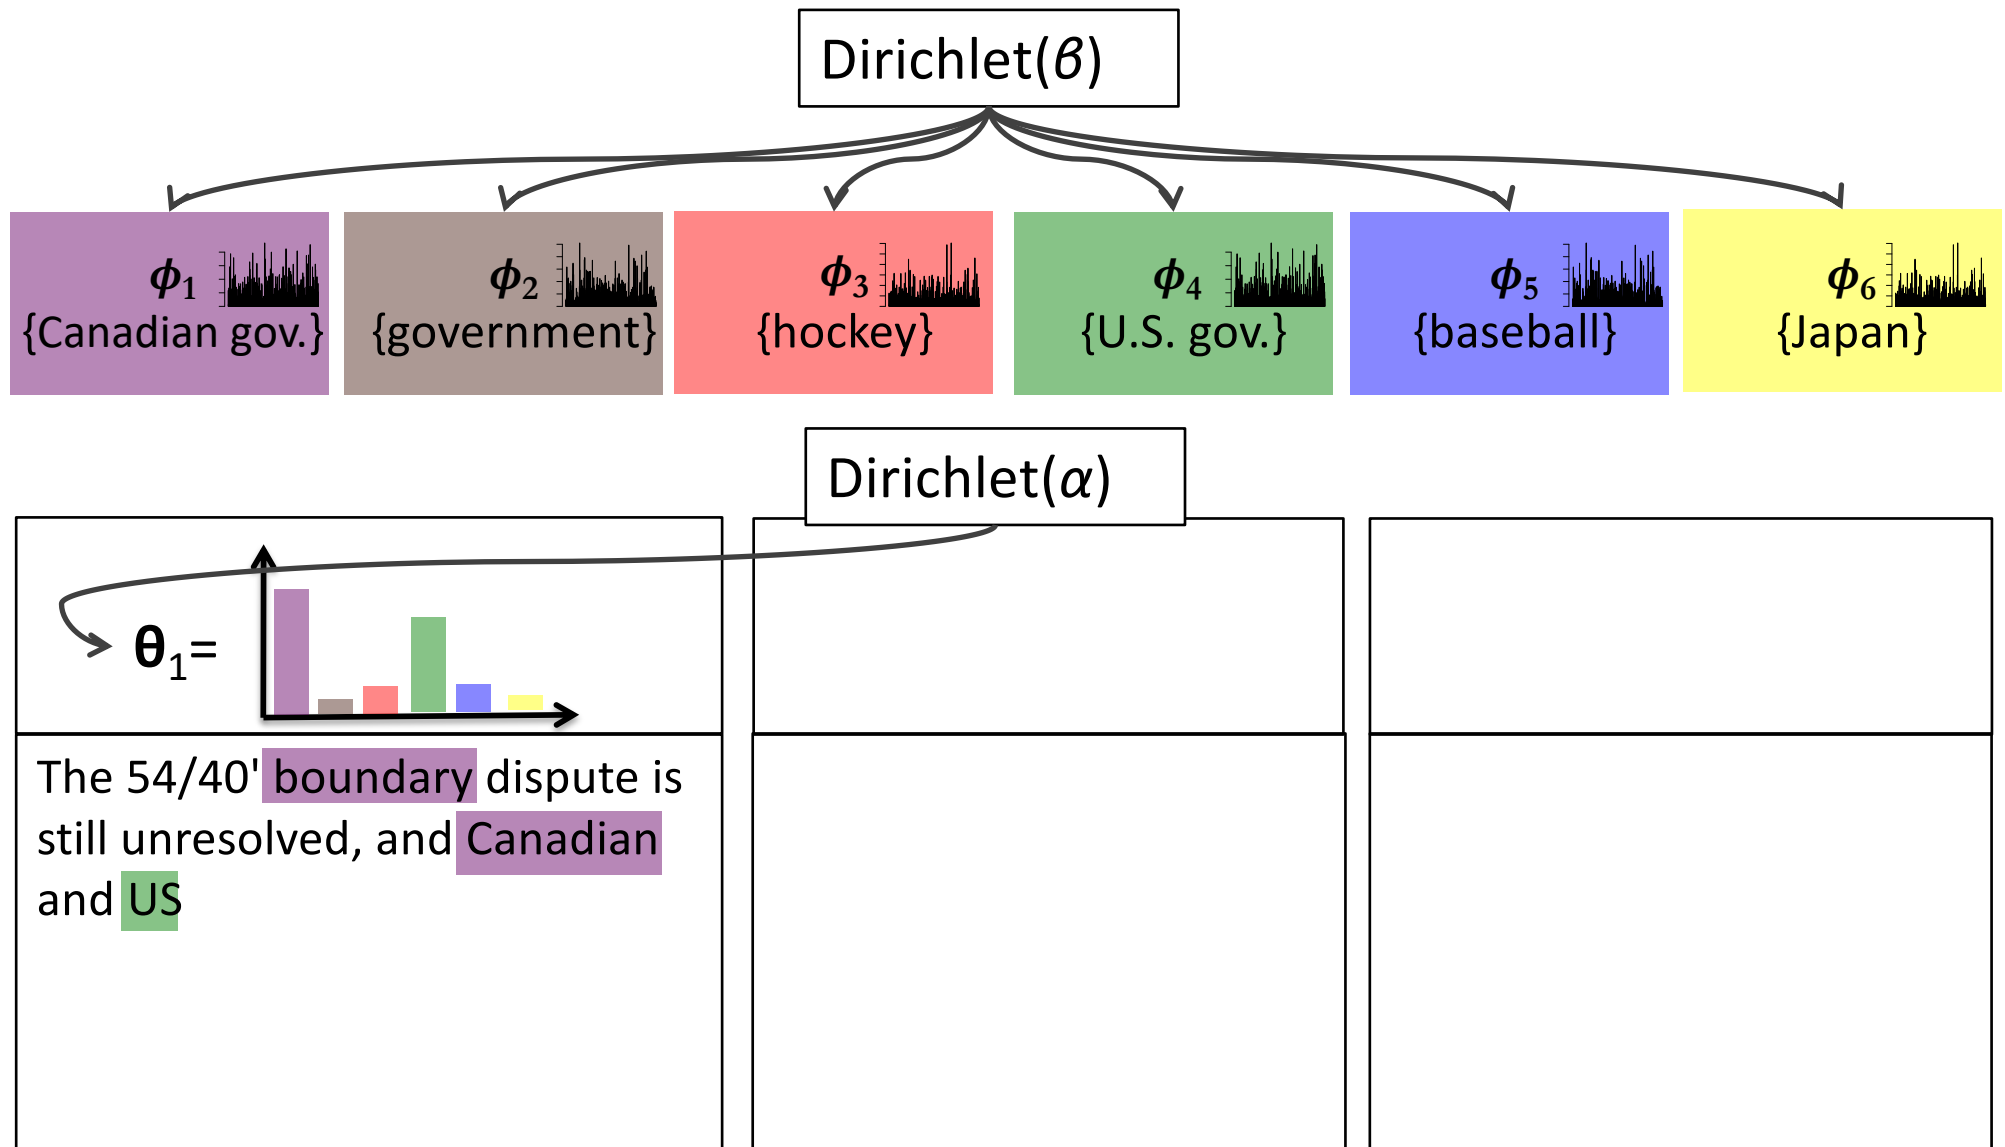 Dirichlet(β)
ϕ1 ϕ2 ϕ3 ϕ4 ϕ5 ϕ6
{Canadian gov.} {government} {hockey} {U.S. gov.} {baseball} {Japan}
Dirichlet(α)
θ1=
The 54/40' boundary dispute is
still unresolved, and Canadian
and US